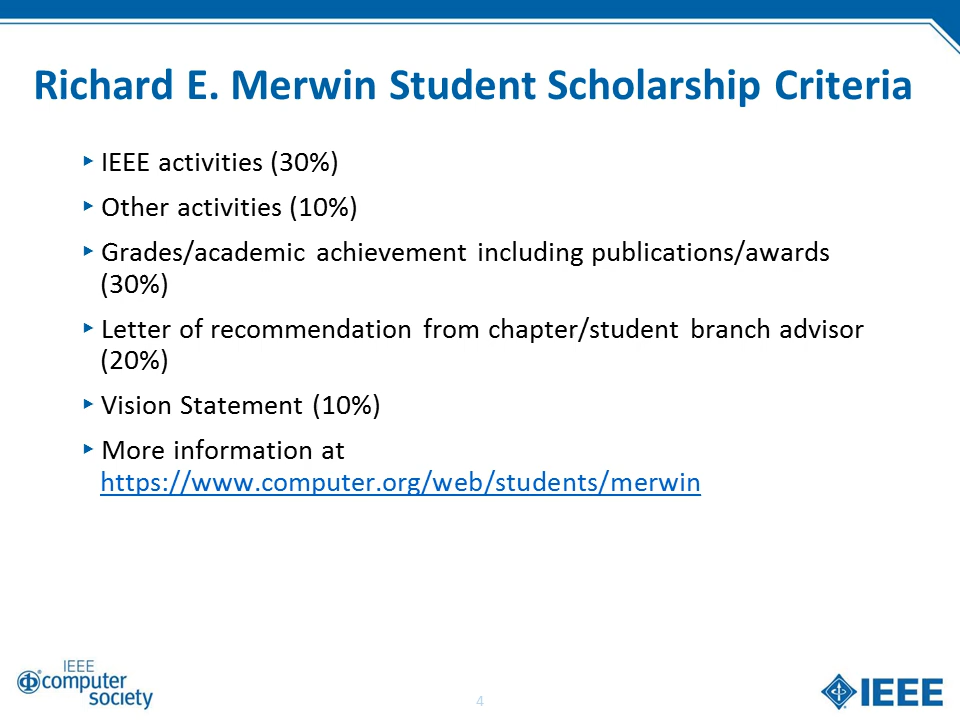 Richard E. Merwin Student Scholarship Criteria
▸ IEEE activities (30%)
▸ Other activities (10%)
▸ Grades/academic achievement including publications/awards
(30%)
▸ Letter of recommendation from chapter/student branch advisor
(20%)
▸ Vision Statement (10%)
▸ More information at
https://www.computer.org/web/students/merwin
IEEE
computer
society
4
IEEE